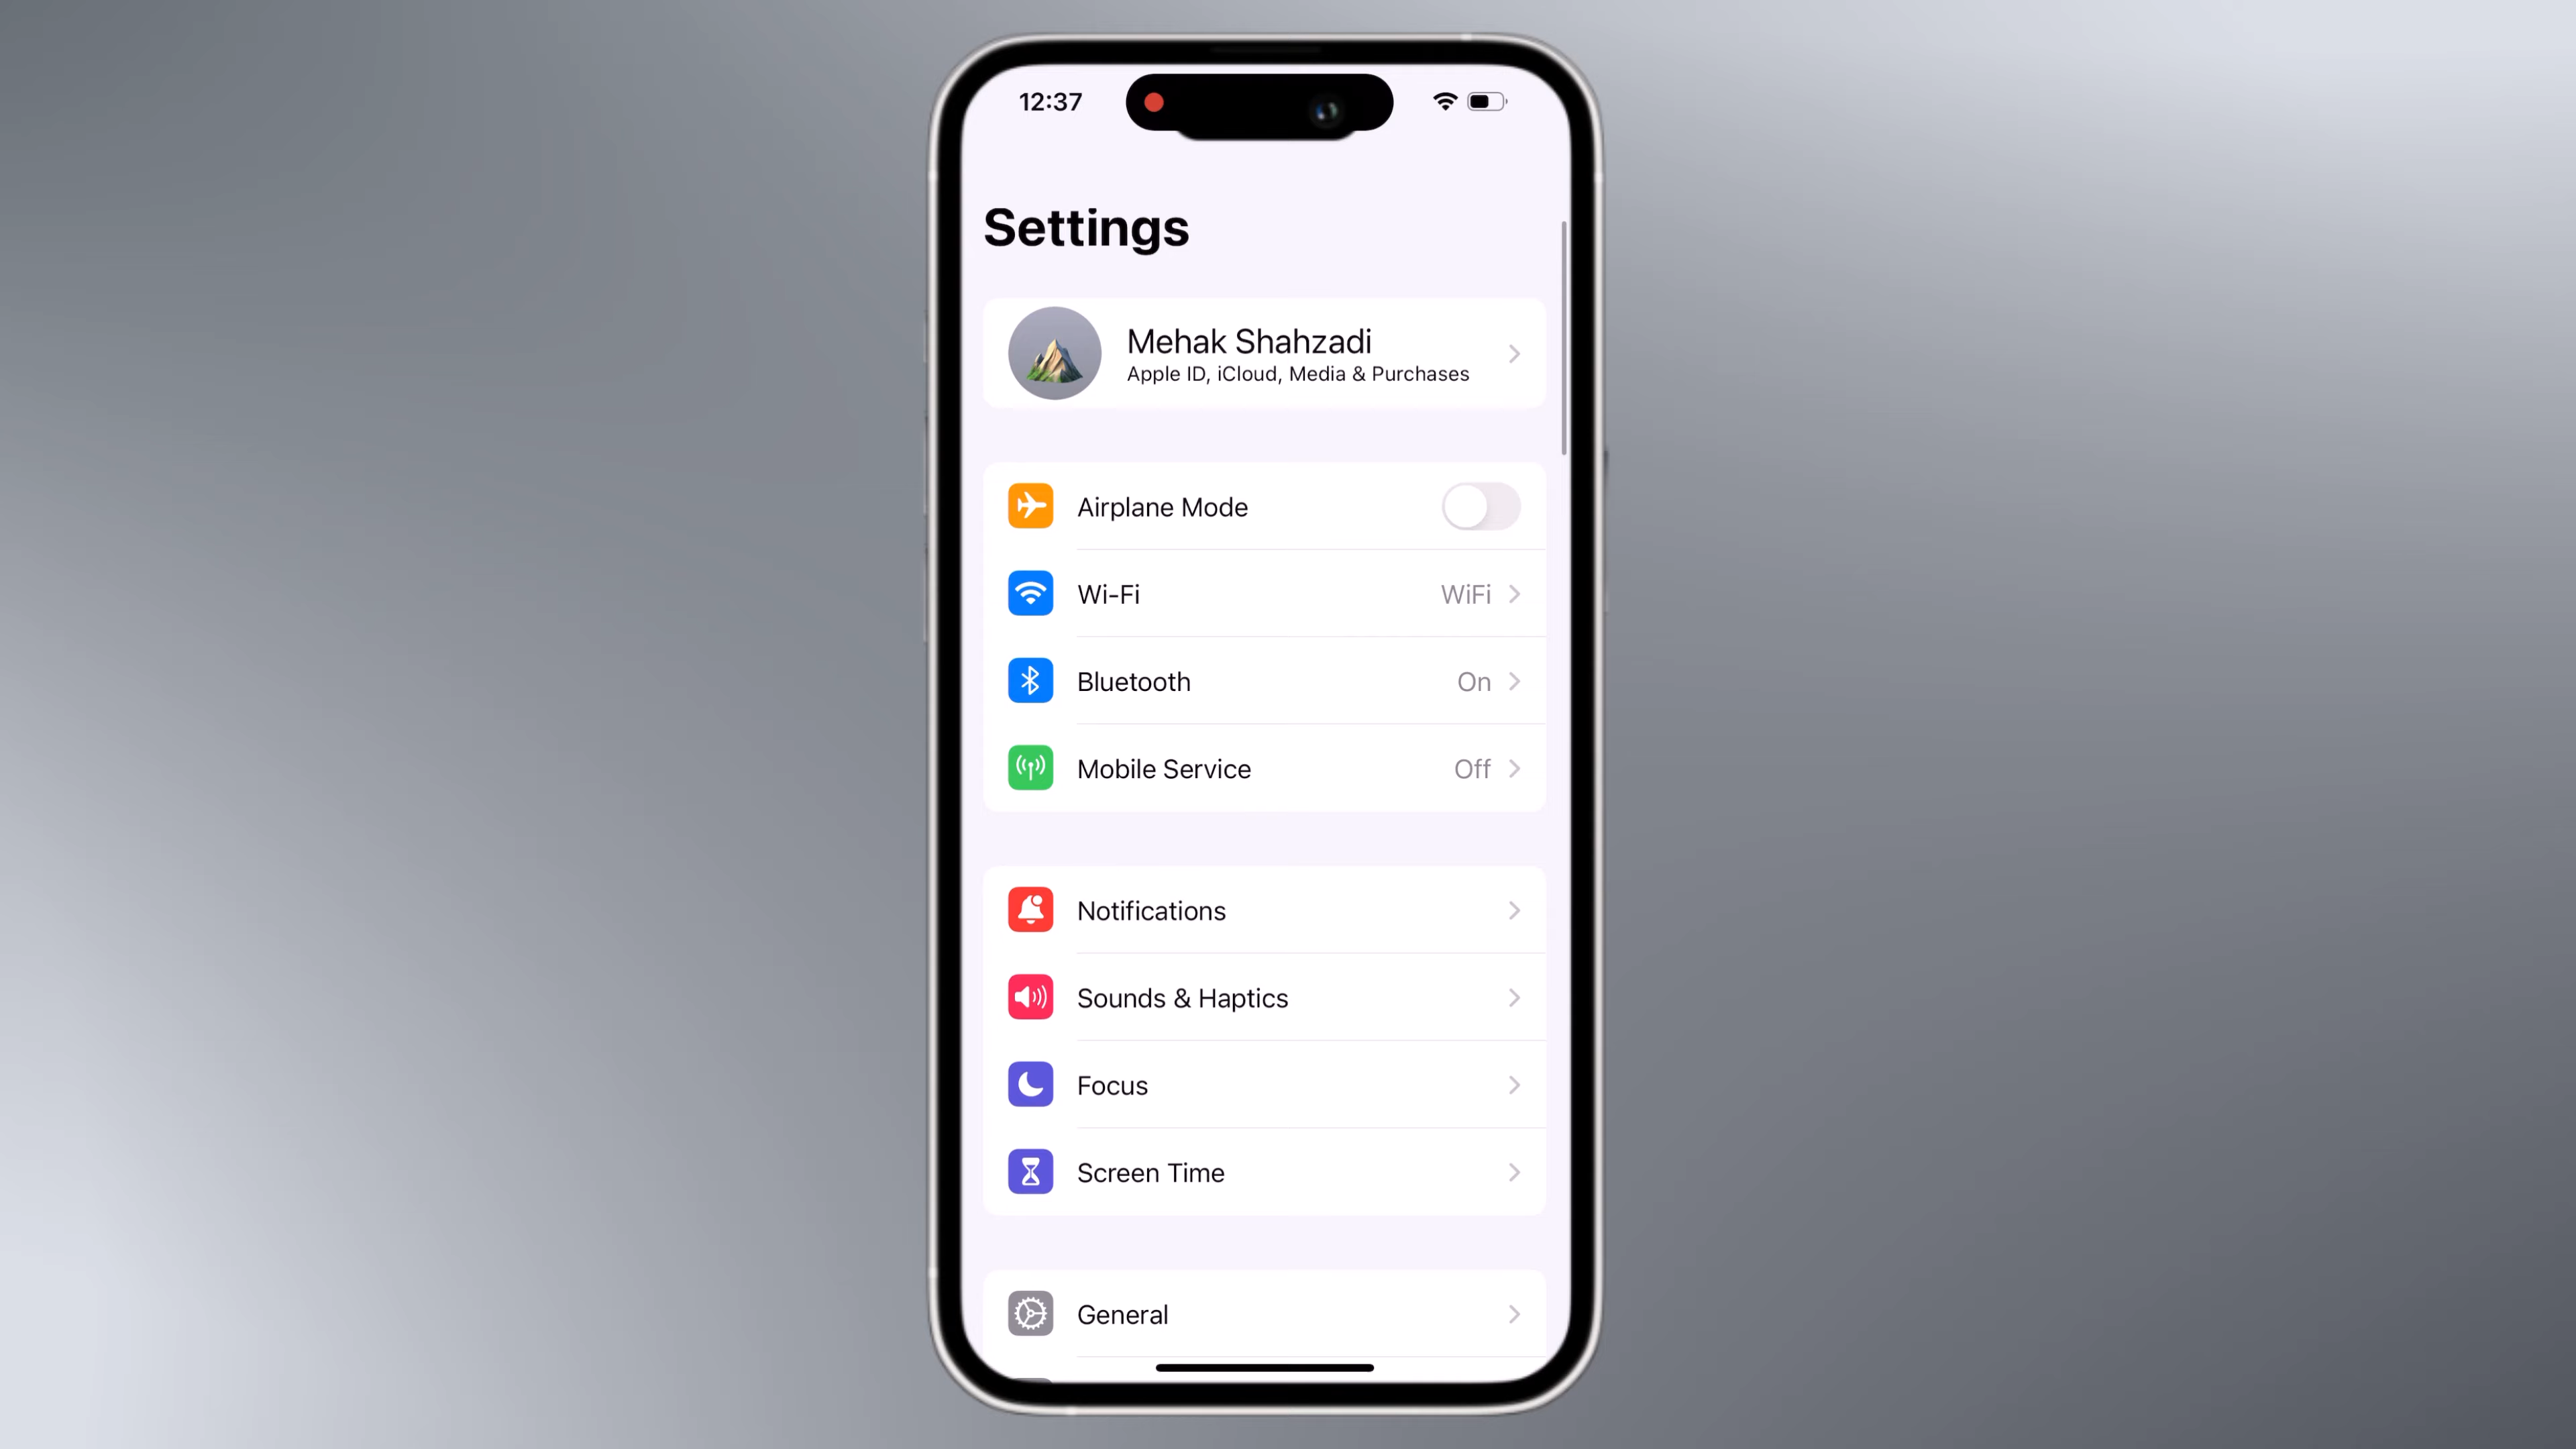 12:37
Settings
Mehak Shahzadi
Apple ID, iCloud, Media & Purchases
Airplane Mode
Wi-Fi WiFi
Bluetooth On
Mobile Service Off
Notifications
Sounds & Haptics
Focus
Screen Time
General